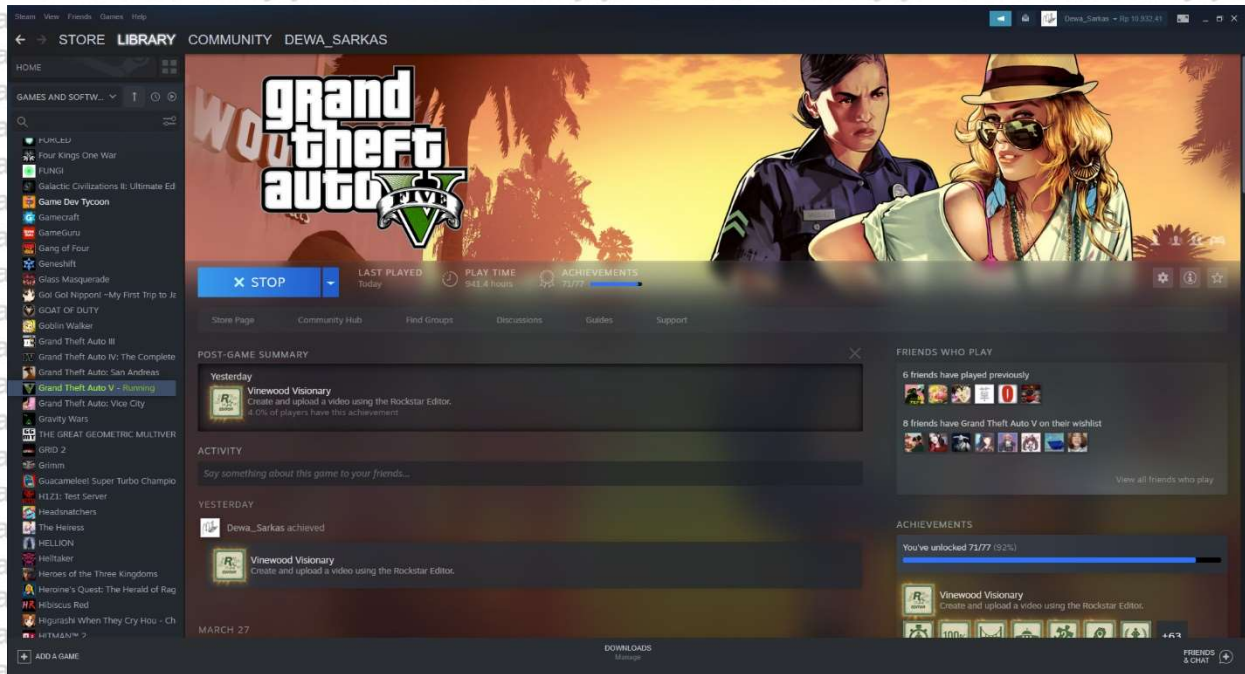 Steam View Friends Games Help
Dewa_Sarkas Rp 10 932,41
STORE LIBRARY COMMUNITY DEWA_SARKAS
HOME
GAMES AND SOFTW...
FORCED
Four Kings One War
FUNGI
Galactic Civilizations II: Ultimate Ed
Game Dev Tycoon
Gamecraft
GameGuru
Gang of Four
Geneshift
Glass Masquerade
Go! Go! Nippon! ~My First Trip to Ja
GOAT OF DUTY
Goblin Walker
Grand Theft Auto III
Grand Theft Auto IV: The Complete
Grand Theft Auto: San Andreas
Grand Theft Auto V - Running
Grand Theft Auto: Vice City
Gravity Wars
THE GREAT GEOMETRIC MULTIVER
GRID 2
Grimm
Guacamelee! Super Turbo Champio
H1Z1: Test Server
Headsnatchers
The Heiress
HELLION
Helltaker
Heroes of the Three Kingdoms
Heroine's Quest: The Herald of Rag
Hibiscus Red
Higurashi When They Cry Hou - Ch
HITMAN™ 2
ADD A GAME
grand
theft
auto
V
FIVE
STOP
LAST PLAYED
Today
PLAY TIME
941.4 hours
ACHIEVEMENTS
71/77
Store Page Community Hub Find Groups Discussions Guides Support
POST-GAME SUMMARY
Yesterday
Vinewood Visionary
Create and upload a video using the Rockstar Editor.
4.0% of players have this achievement
ACTIVITY
Say something about this game to your friends...
YESTERDAY
Dewa_Sarkas achieved
Vinewood Visionary
Create and upload a video using the Rockstar Editor.
MARCH 27
FRIENDS WHO PLAY
6 friends have played previously
8 friends have Grand Theft Auto V on their wishlist
View all friends who play
ACHIEVEMENTS
You've unlocked 71/77 (92%)
Vinewood Visionary
Create and upload a video using the Rockstar Editor.
100%
+63
DOWNLOADS
Manage
FRIENDS
& CHAT